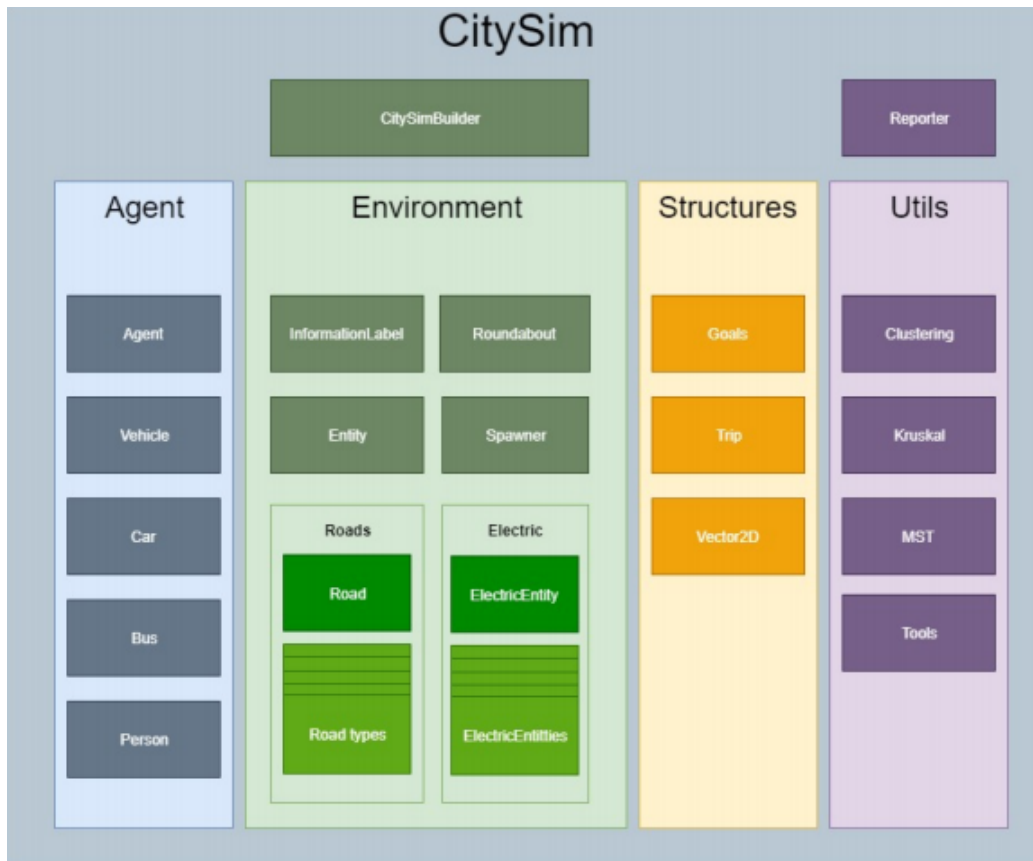 CitySim
CitySimBuilder
Reporter
Agent
Environment
Structures
Utils
Agent
InformationLabel
Roundabout
Goals
Clustering
Vehicle
Entity
Spawner
Trip
Kruskal
Car
Roads
Electric
Vector2D
MST
Road
ElectricEntity
Bus
Tools
Person
Road types
ElectricEntitties